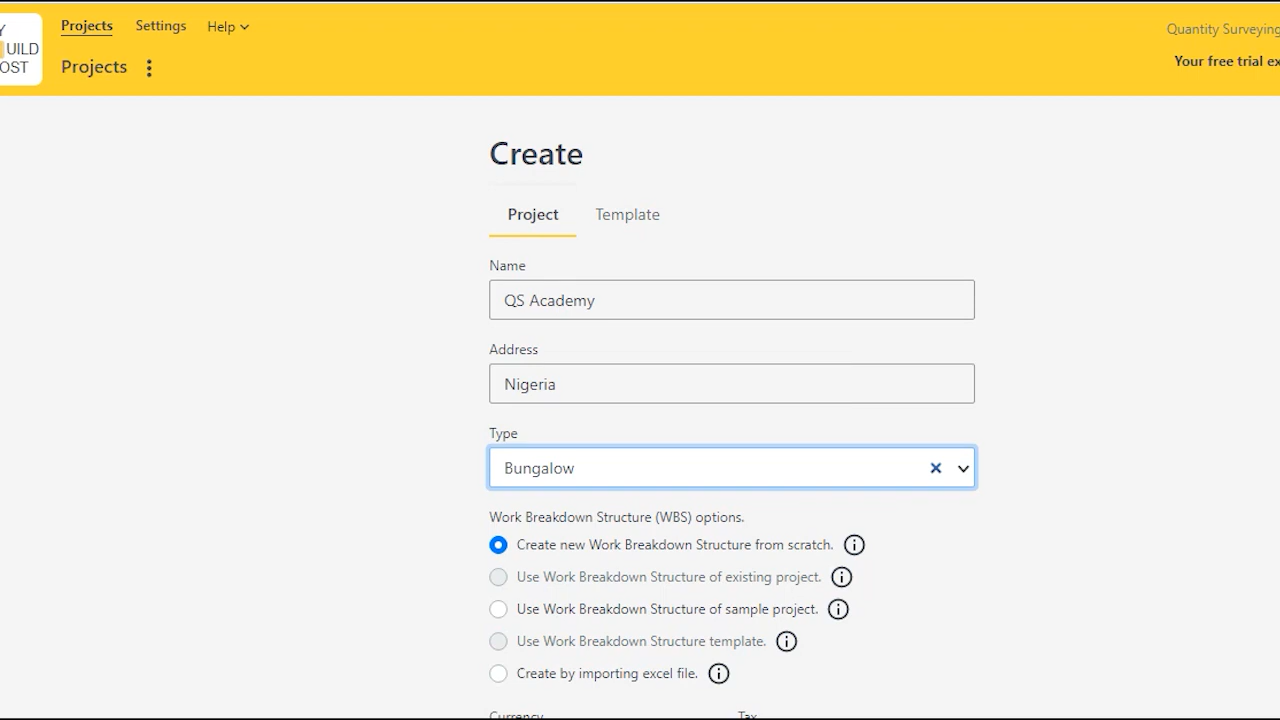 Y
UILD
OST
Projects Settings Help
Projects
Quantity Surveying
Your free trial ex
Create
Project Template
Name
QS Academy
Address
Nigeria
Type
Bungalow
Work Breakdown Structure (WBS) options.
Create new Work Breakdown Structure from scratch.
Use Work Breakdown Structure of existing project.
Use Work Breakdown Structure of sample project.
Use Work Breakdown Structure template.
Create by importing excel file.
Currency Tax